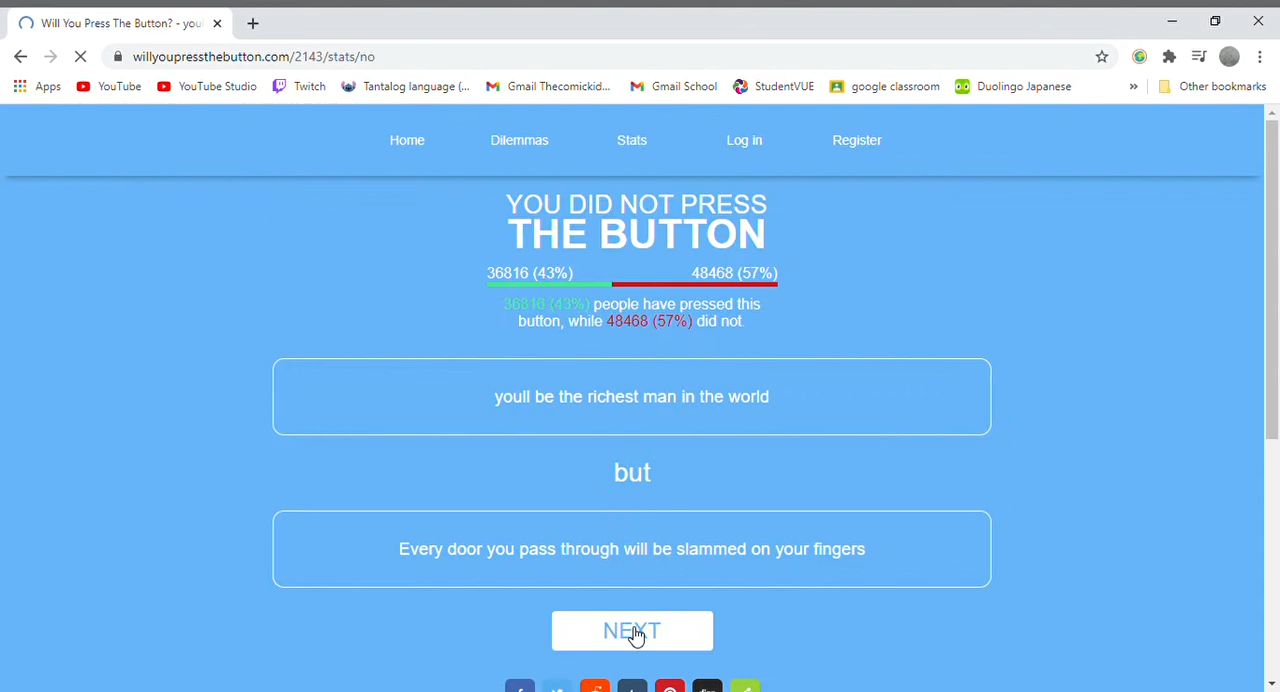 Will You Press The Button? - you
willyoupressthebutton.com/2143/stats/no
Apps YouTube YouTube Studio Twitch Tantalog language (... Gmail Thecomickid... Gmail School StudentVUE google classroom Duolingo Japanese » Other bookmarks
Home Dilemmas Stats Log in Register
YOU DID NOT PRESS
THE BUTTON
36816 (43%) 48468 (57%)
36816 (43%) people have pressed this
button, while 48468 (57%) did not.
youll be the richest man in the world
but
Every door you pass through will be slammed on your fingers
NEXT